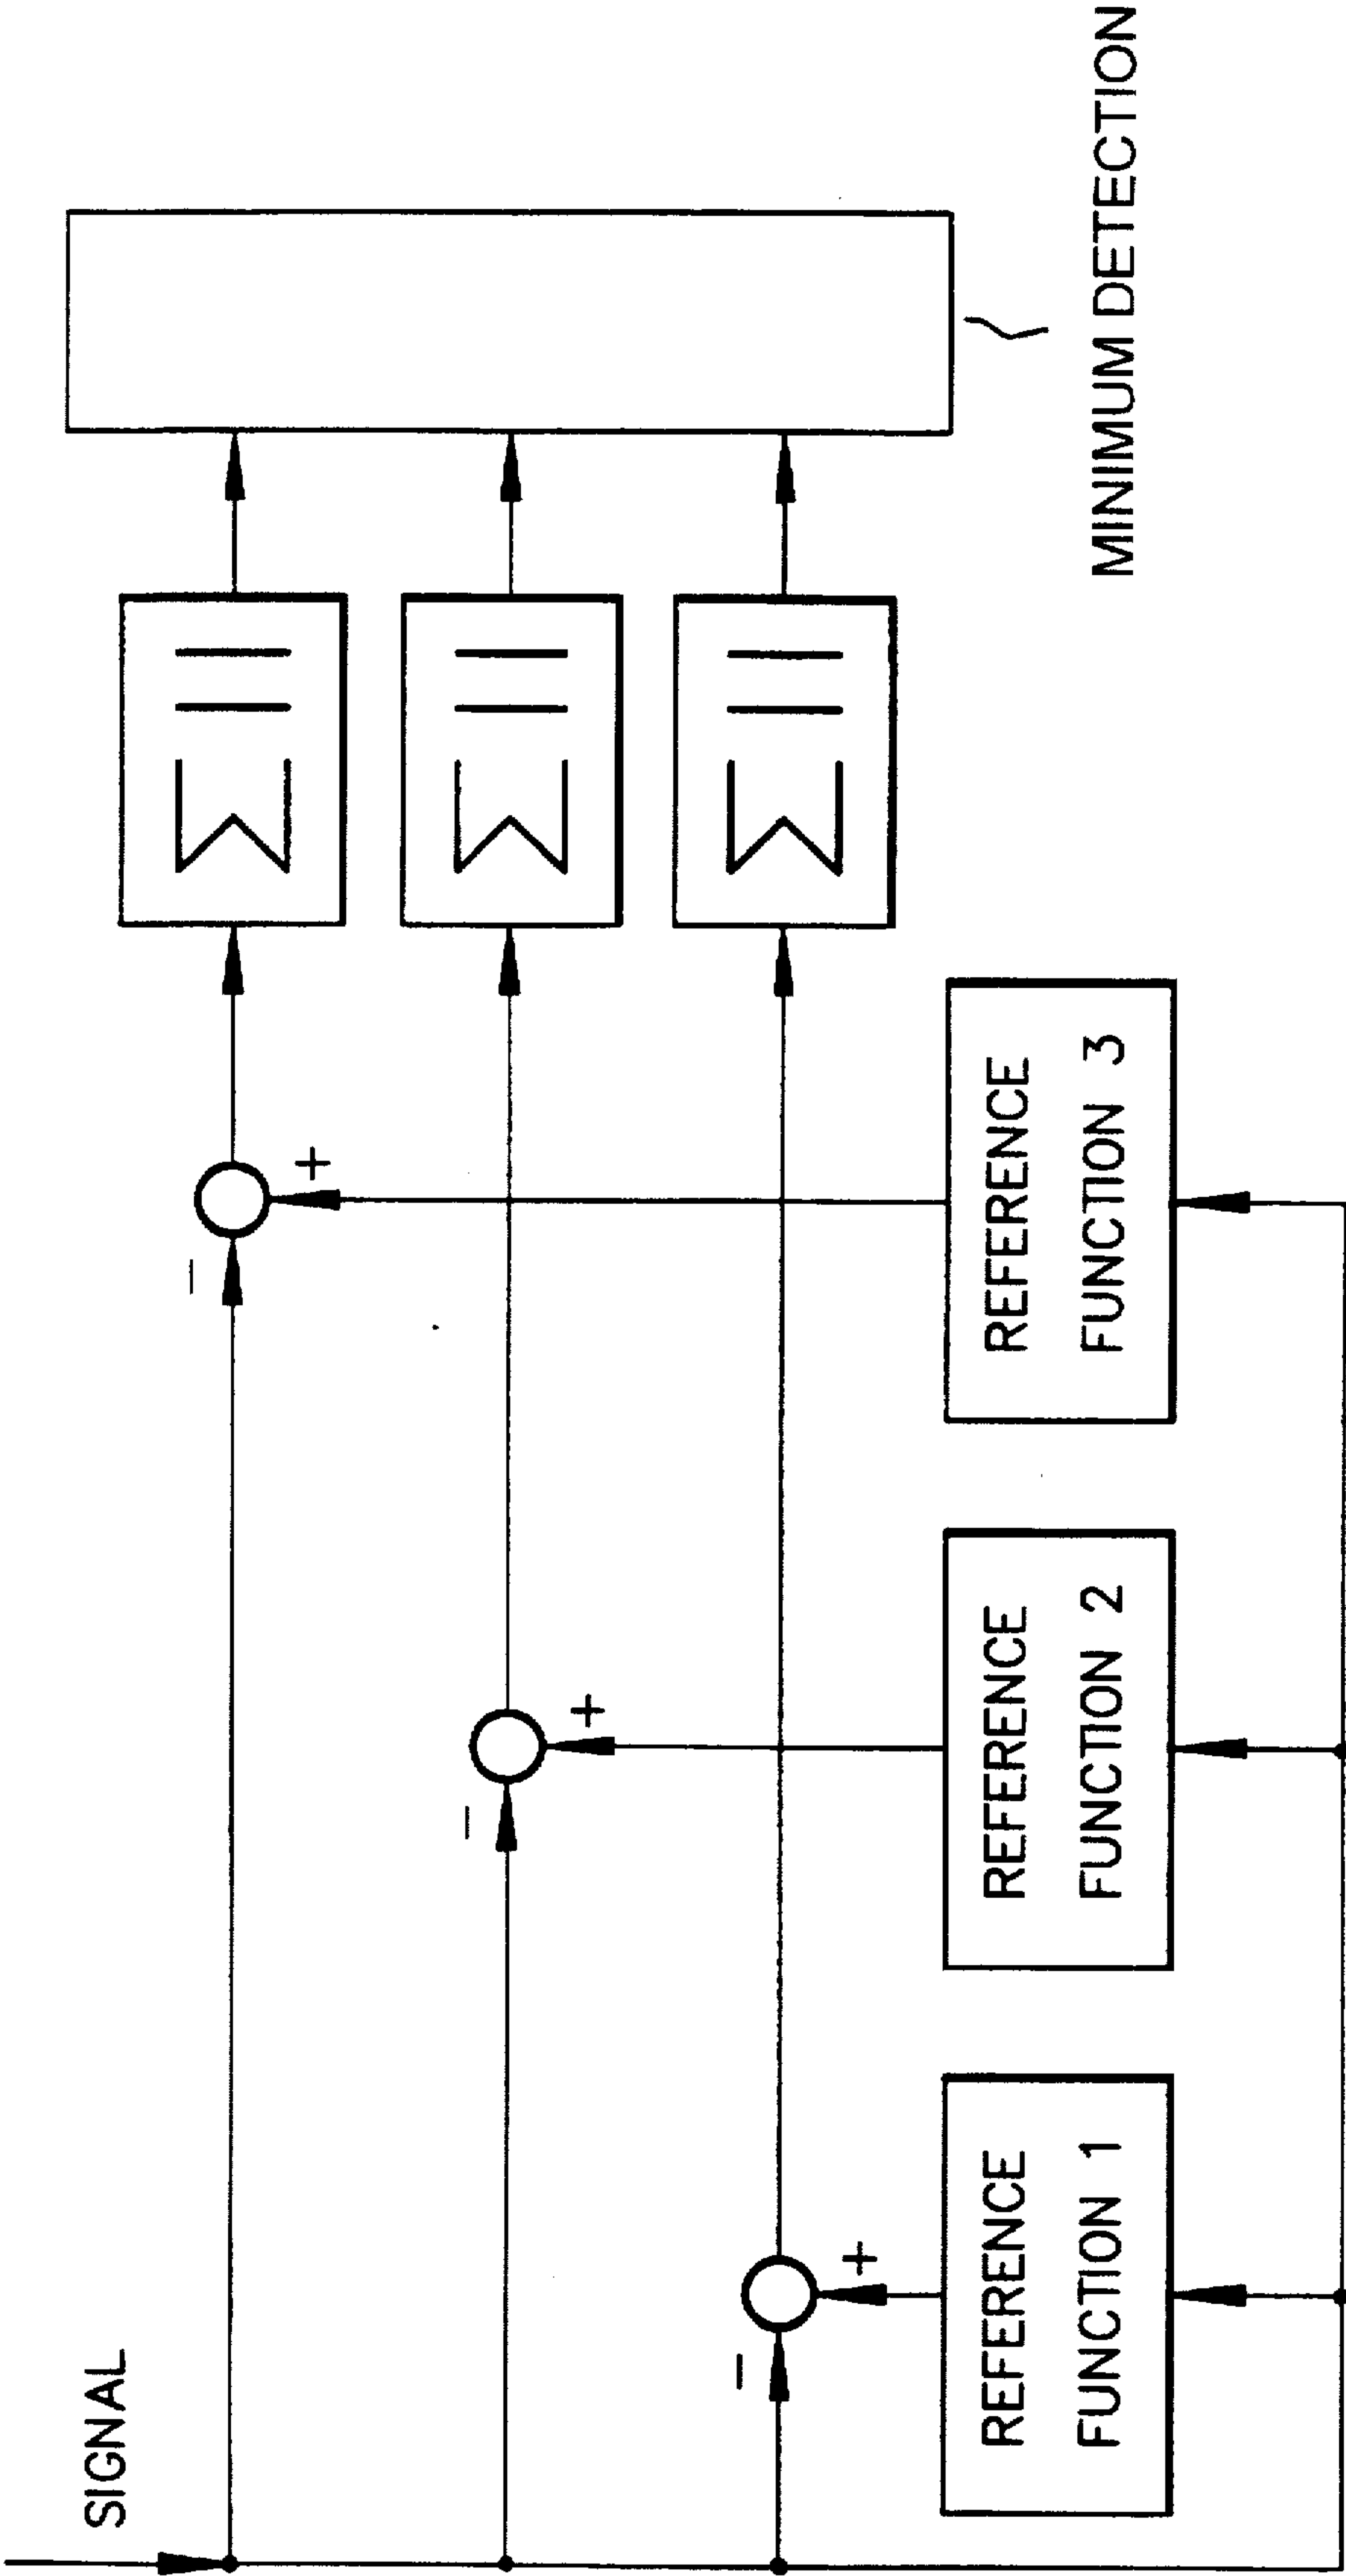 SIGNAL
−
+
Σ | |
−
+
Σ | |
−
+
Σ | |
REFERENCE
FUNCTION 1
REFERENCE
FUNCTION 2
REFERENCE
FUNCTION 3
MINIMUM DETECTION